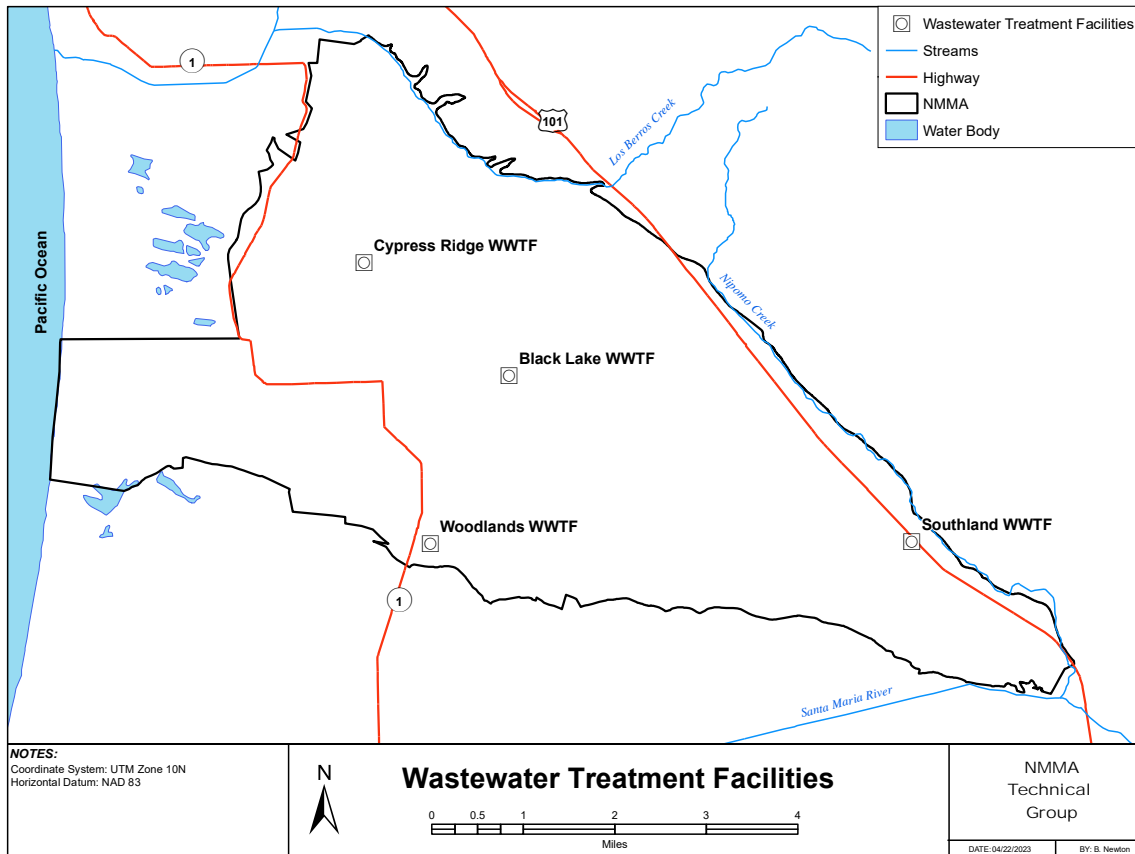 Wastewater Treatment Facilities
Streams
Highway
NMMA
Water Body
1
101
Los Berros Creek
Pacific Ocean
Cypress Ridge WWTF
Nipomo Creek
Black Lake WWTF
Woodlands WWTF
Southland WWTF
1
Santa Maria River
NOTES:
Coordinate System: UTM Zone 10N
Horizontal Datum: NAD 83
N
Wastewater Treatment Facilities
0 0.5 1 2 3 4
Miles
NMMA
Technical
Group
DATE:04/22/2023 BY: B. Newton